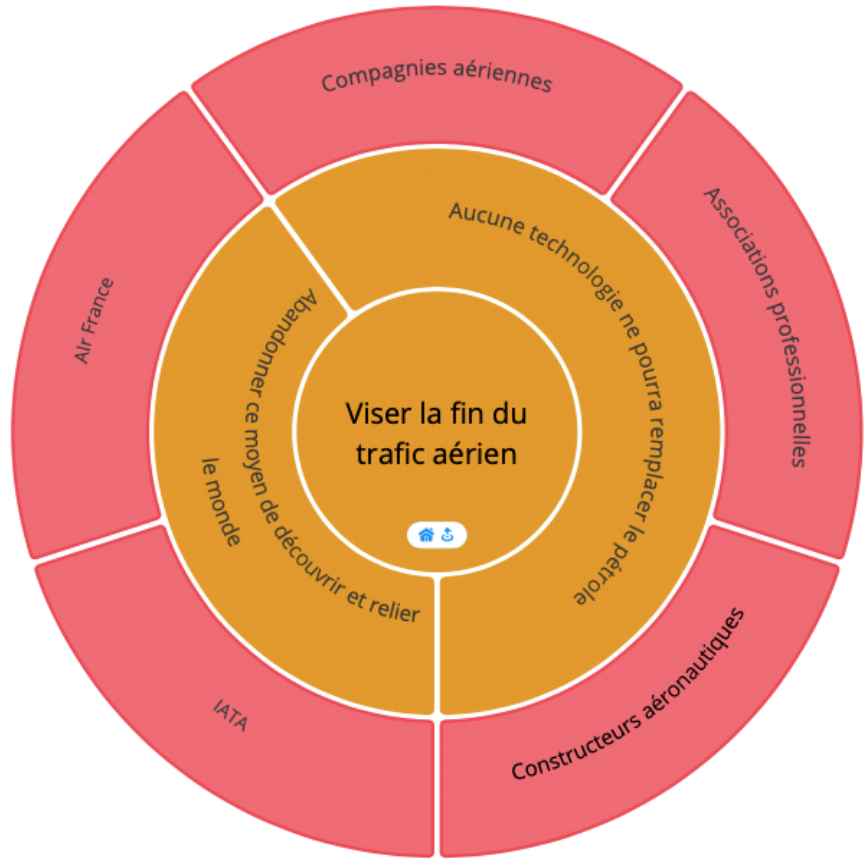 Compagnies aériennes
Associations professionnelles
Constructeurs aéronautiques
IATA
AIr France
Aucune technologie ne pourra remplacer le pétrole
Abandonner ce moyen de découvrir et relier
le monde
Viser la fin du
trafic aérien